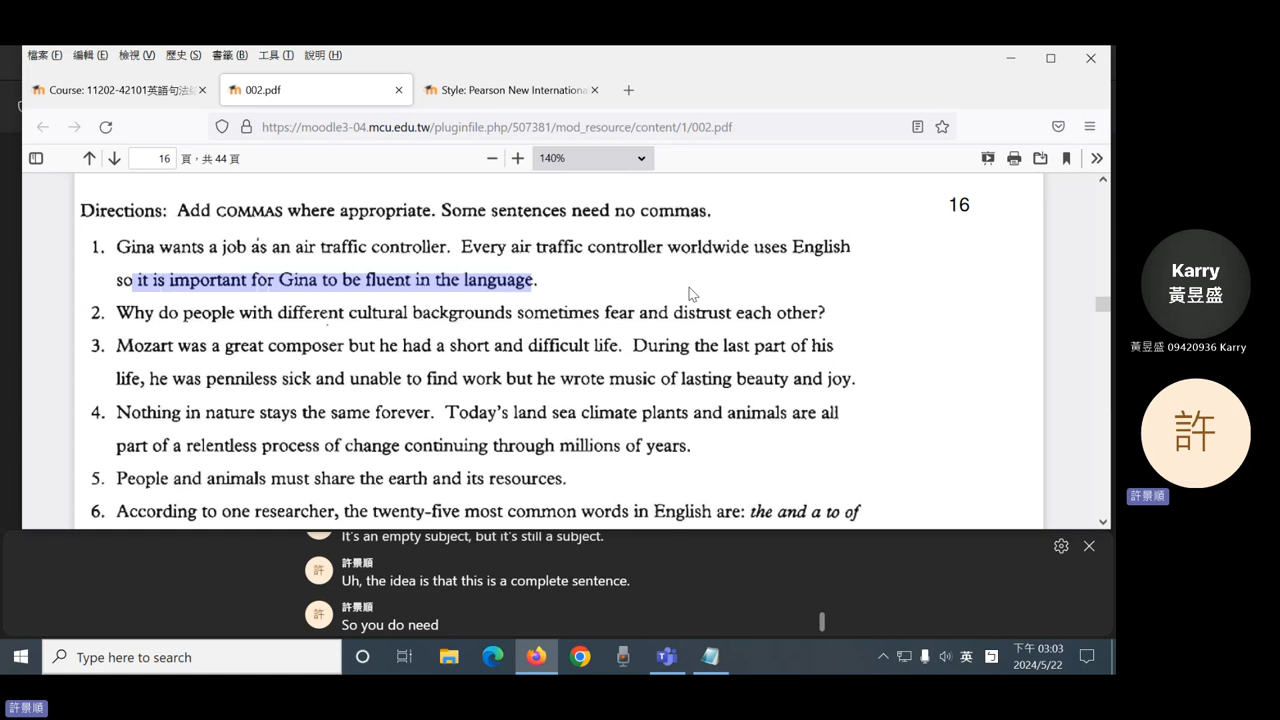 檔案 (F) 編輯 (E) 檢視 (V) 歷史 (S) 書籤 (B) 工具 (T) 說明 (H)
Course: 11202-42101英語句法
002.pdf
Style: Pearson New Internationa
https://moodle3-04.mcu.edu.tw/pluginfile.php/507381/mod_resource/content/1/002.pdf
16 頁，共 44 頁
140%
Directions: Add COMMAS where appropriate. Some sentences need no commas.
16
1. Gina wants a job as an air traffic controller. Every air traffic controller worldwide uses English
so it is important for Gina to be fluent in the language.
2. Why do people with different cultural backgrounds sometimes fear and distrust each other?
3. Mozart was a great composer but he had a short and difficult life. During the last part of his
life, he was penniless sick and unable to find work but he wrote music of lasting beauty and joy.
4. Nothing in nature stays the same forever. Today's land sea climate plants and animals are all
part of a relentless process of change continuing through millions of years.
5. People and animals must share the earth and its resources.
6. According to one researcher, the twenty-five most common words in English are: the and a to of
It's an empty subject, but it's still a subject.
許
許景順
Uh, the idea is that this is a complete sentence.
許
許景順
So you do need
Karry
黃昱盛
黃昱盛 09420936 Karry
許
許景順
Type here to search
英
下午 03:03
2024/5/22
許景順